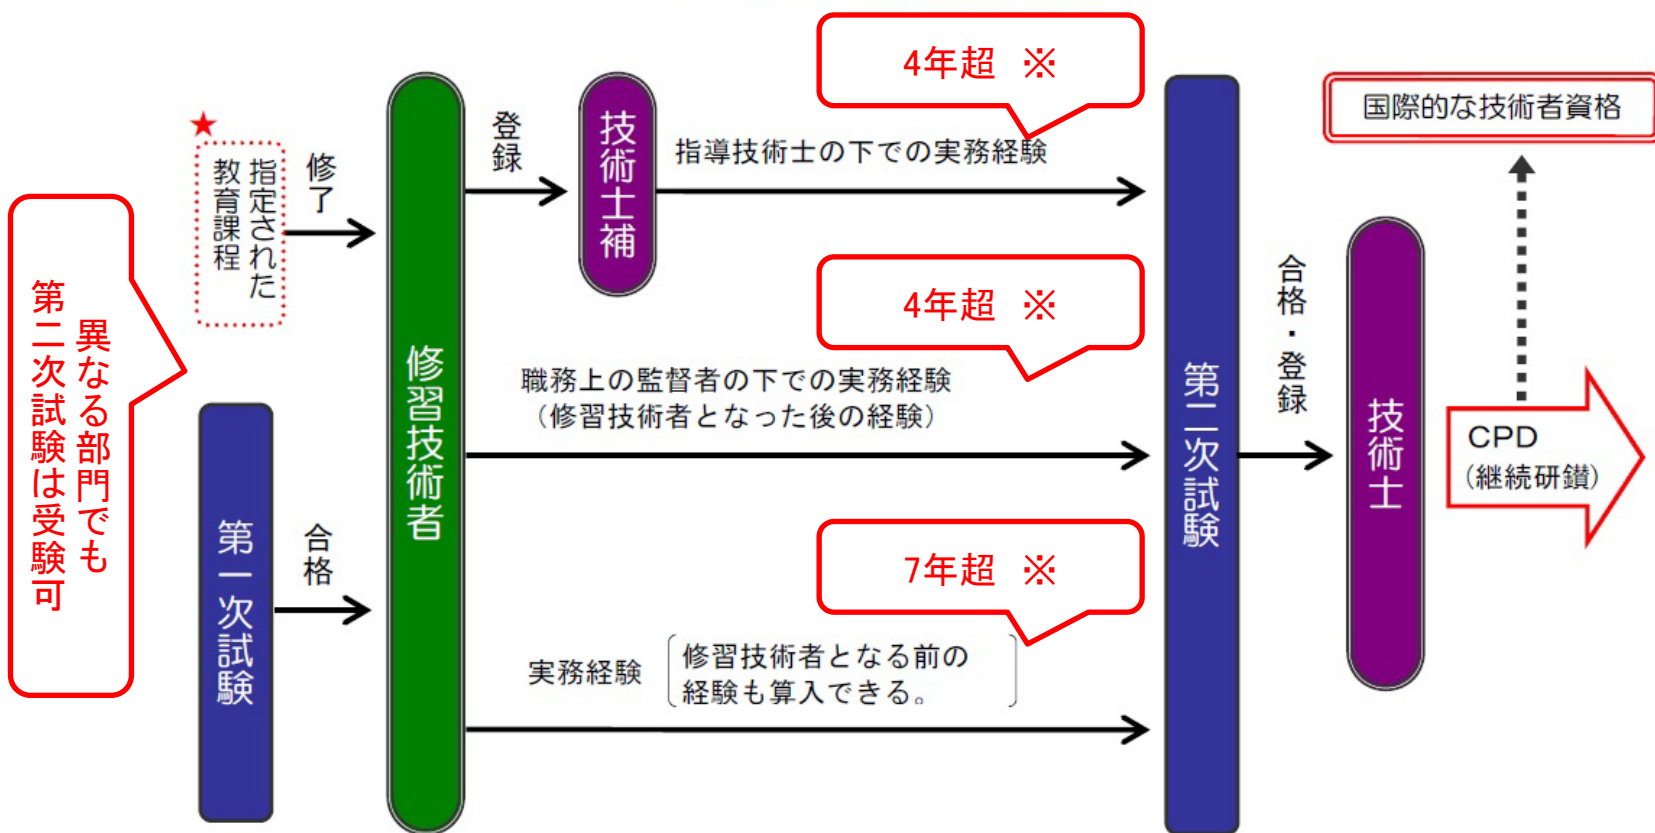 異なる部門でも
第二次試験は受験可
★
指定された
教育課程
修了
第一次試験
合格
修習技術者
登録
技術士補
4年超 ※
指導技術士の下での実務経験
4年超 ※
職務上の監督者の下での実務経験
（修習技術者となった後の経験）
7年超 ※
実務経験
修習技術者となる前の
経験も算入できる。
第二次試験
合格・登録
技術士
国際的な技術者資格
CPD
(継続研鑽)